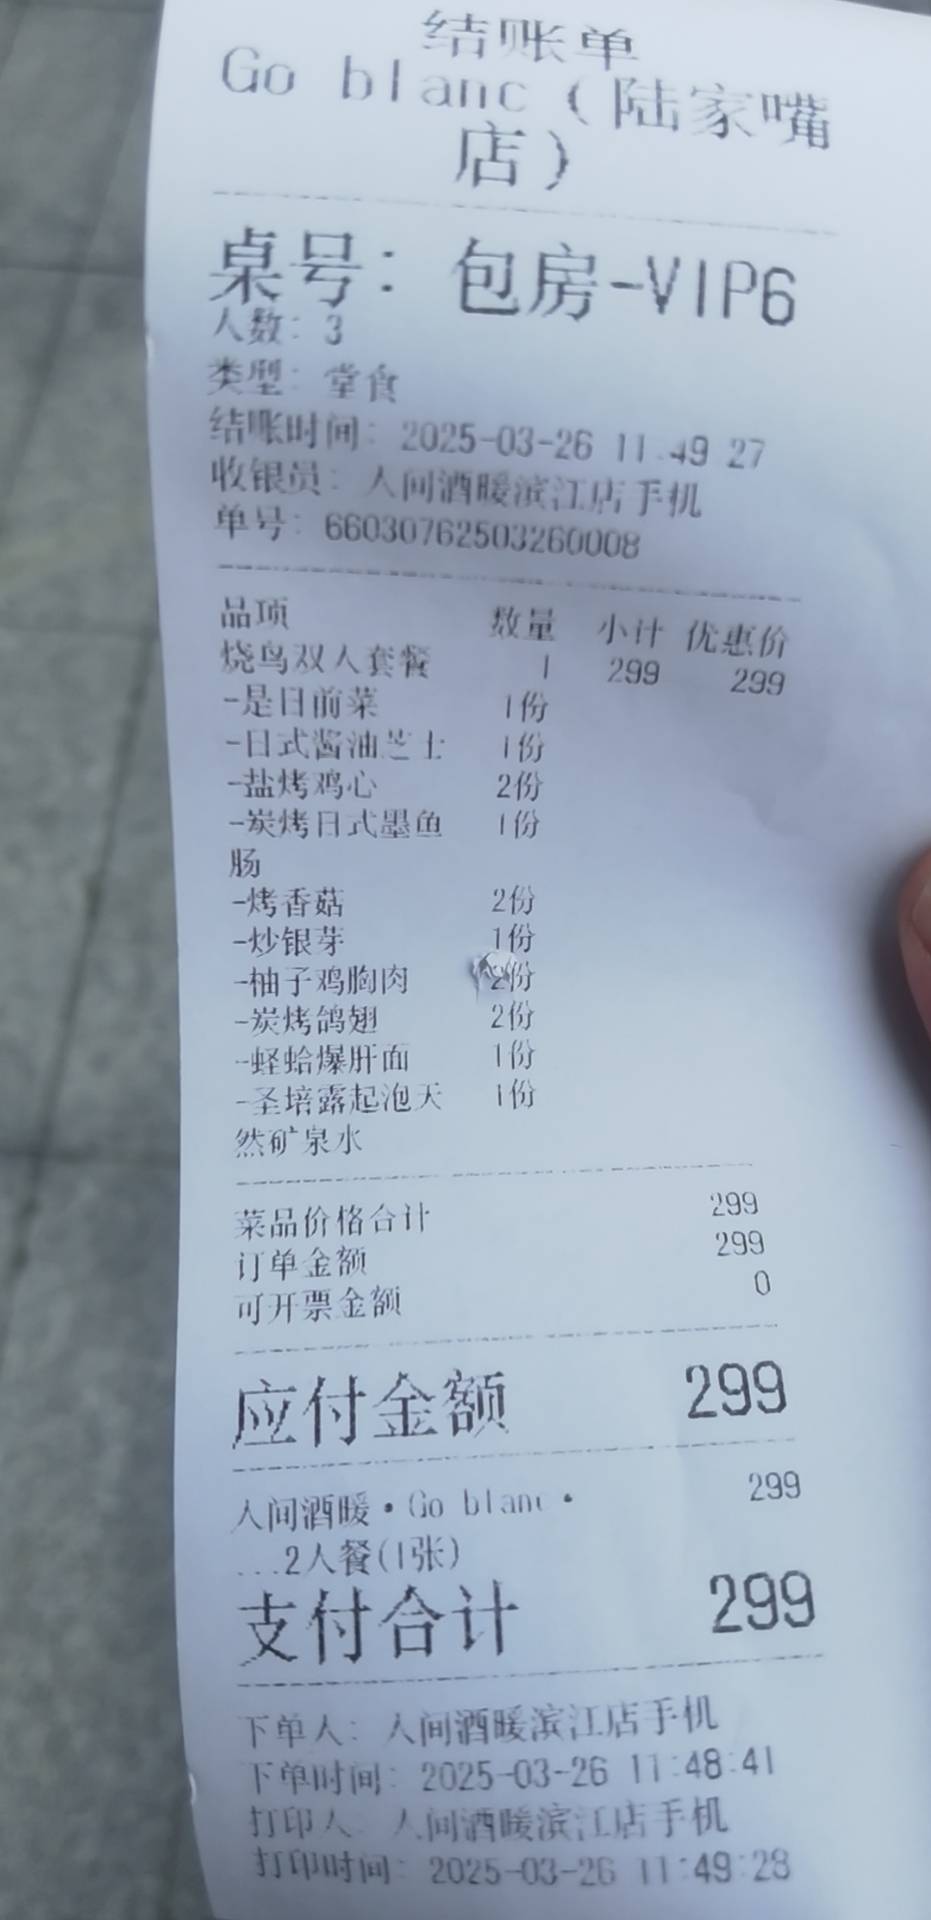 结账单
Go blanc(陆家嘴
店)
桌号: 包房-VIP6
人数: 3
类型: 堂食
结账时间: 2025-03-26 11:49 27
收银员: 人间酒暖滨江店手机
单号: 66030762503260008
品项 数量 小计 优惠价
烧鸟双人套餐 1 299 299
-是日前菜 1份
-日式酱油芝士 1份
-盐烤鸡心 2份
-炭烤日式墨鱼 1份
肠
-烤香菇 2份
-炒银芽 1份
-柚子鸡胸肉 2份
-炭烤鸽翅 2份
-蛏蛤爆肝面 1份
-圣培露起泡天 1份
然矿泉水
菜品价格合计 299
订单金额 299
可开票金额 0
应付金额 299
人间酒暖·Go blanc· 299
...2人餐(1张)
支付合计 299
下单人: 人间酒暖滨江店手机
下单时间: 2025-03-26 11:48:41
打印人 人间酒暖滨江店手机
打印时间: 2025-03-26 11:49:28